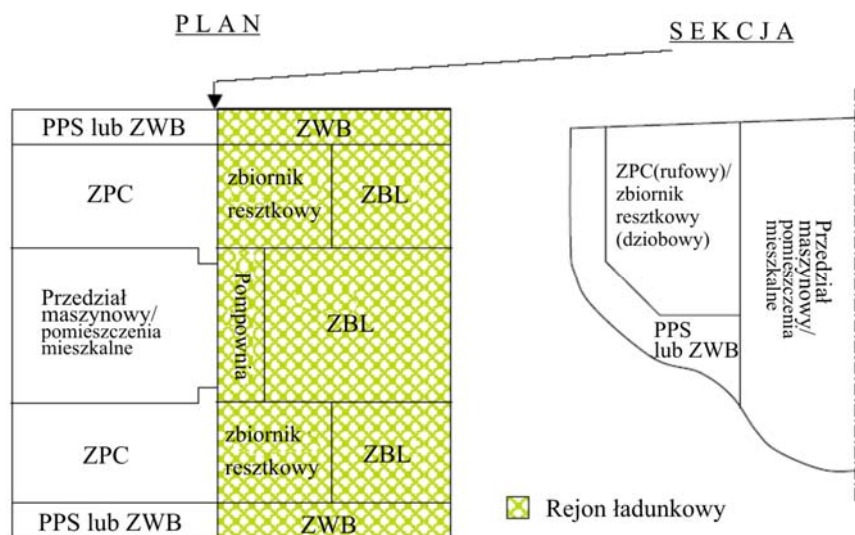 PLAN
SEKCJA
PPS lub ZWB
ZWB
ZPC
zbiornik
resztkowy
ZBL
Przedział
maszynowy/
pomieszczenia
mieszkalne
Pompownia
ZBL
ZPC
zbiornik
resztkowy
ZBL
PPS lub ZWB
ZWB
ZPC(rufowy)/
zbiornik
resztkowy
(dziobowy)
Przedział
maszynowy/
pomieszczenia
mieszkalne
PPS
lub ZWB
Rejon ładunkowy